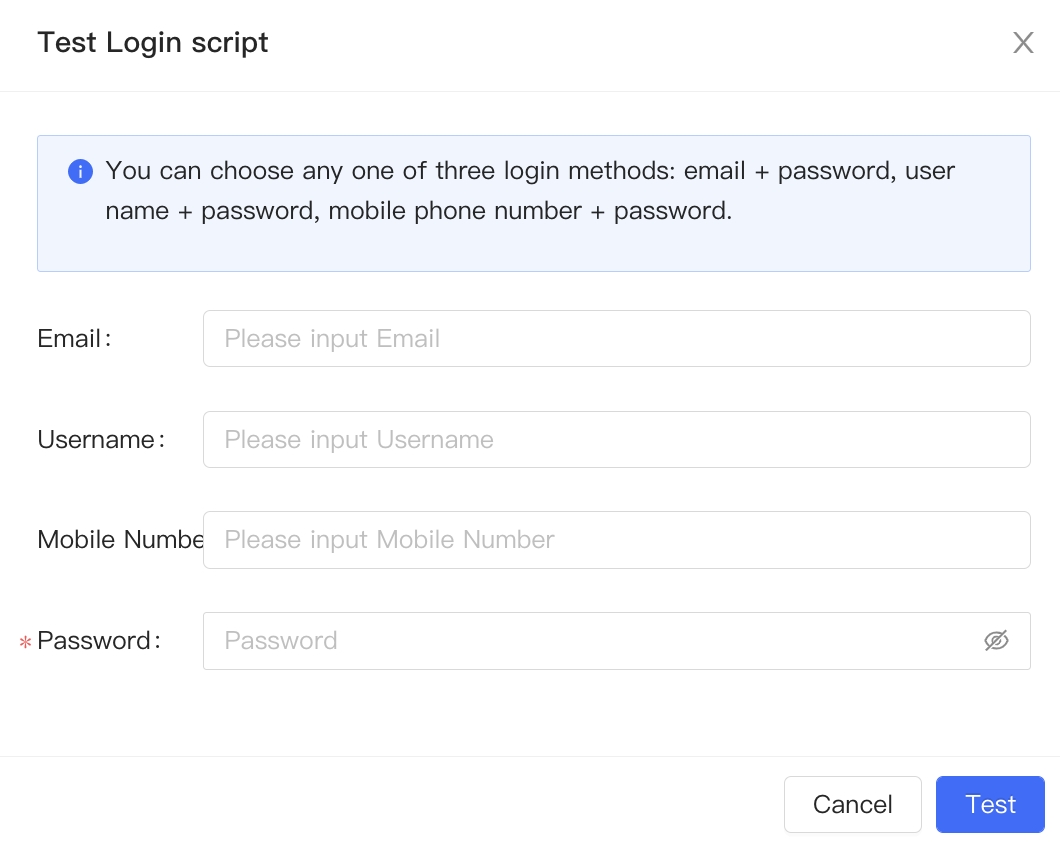 Test Login script
You can choose any one of three login methods: email + password, user
name + password, mobile phone number + password.
Email:
Please input Email
Username:
Please input Username
Mobile Numbe
Please input Mobile Number
* Password:
Password
Cancel
Test